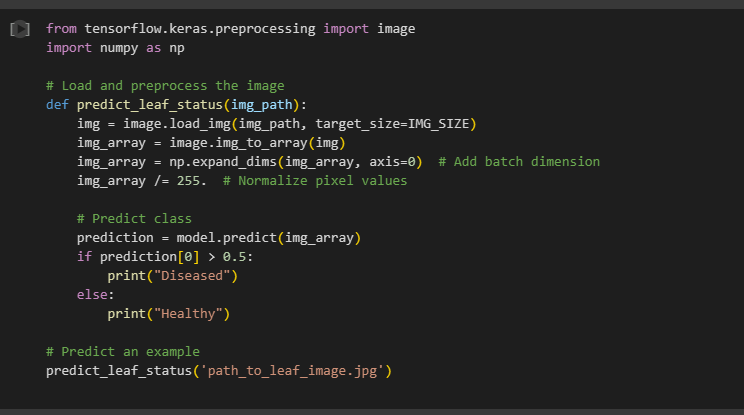 from tensorflow.keras.preprocessing import image
import numpy as np
# Load and preprocess the image
def predict_leaf_status(img_path):
    img = image.load_img(img_path, target_size=IMG_SIZE)
    img_array = image.img_to_array(img)
    img_array = np.expand_dims(img_array, axis=0)  # Add batch dimension
    img_array /= 255.  # Normalize pixel values
    # Predict class
    prediction = model.predict(img_array)
    if prediction[0] > 0.5:
        print("Diseased")
    else:
        print("Healthy")
# Predict an example
predict_leaf_status('path_to_leaf_image.jpg')